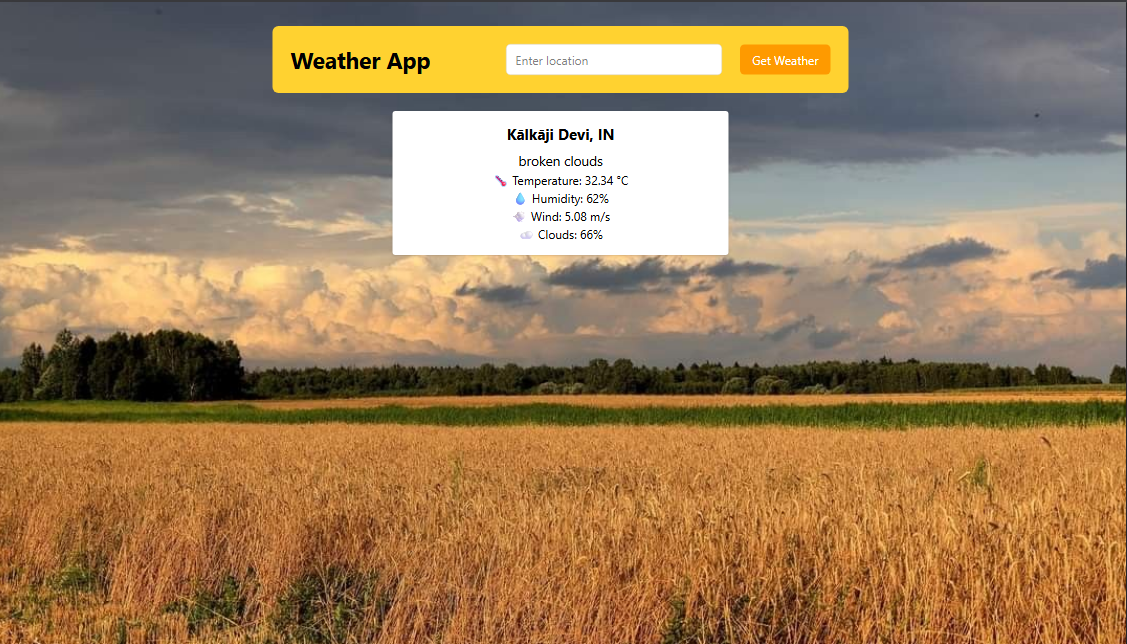 Weather App
Enter location
Get Weather
Kālkāji Devi, IN
broken clouds
Temperature: 32.34 °C
Humidity: 62%
Wind: 5.08 m/s
Clouds: 66%